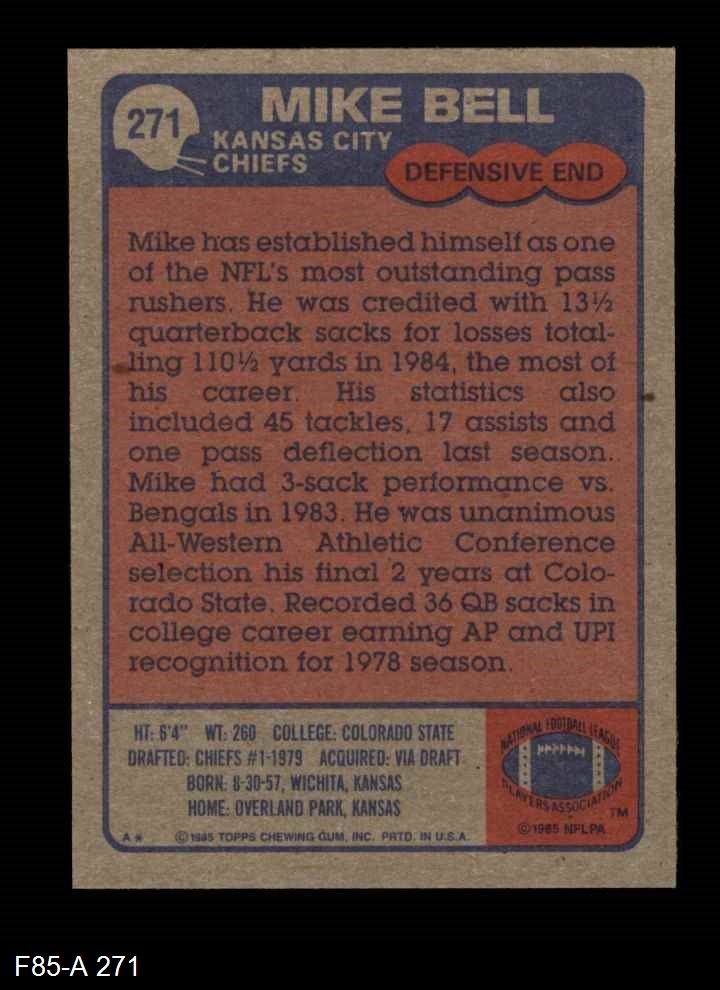 271
MIKE BELL
KANSAS CITY
CHIEFS
DEFENSIVE END
Mike has established himself as one
of the NFL's most outstanding pass
rushers. He was credited with 13½
quarterback sacks for losses total-
ling 110½ yards in 1984, the most of
his career. His statistics also
included 45 tackles, 17 assists and
one pass deflection last season.
Mike had 3-sack performance vs.
Bengals in 1983. He was unanimous
All-Western Athletic Conference
selection his final 2 years at Colo-
rado State. Recorded 36 QB sacks in
college career earning AP and UPI
recognition for 1978 season.
HT: 6'4" WT: 260 COLLEGE: COLORADO STATE
DRAFTED: CHIEFS #1-1979 ACQUIRED: VIA DRAFT
BORN: 8-30-57, WICHITA, KANSAS
HOME: OVERLAND PARK, KANSAS
A* ©1985 TOPPS CHEWING GUM, INC. PRTD. IN U.S.A.
NATIONAL FOOTBALL LEAGUE
PLAYERS ASSOCIATION
TM
©1985 NFLPA
F85-A 271